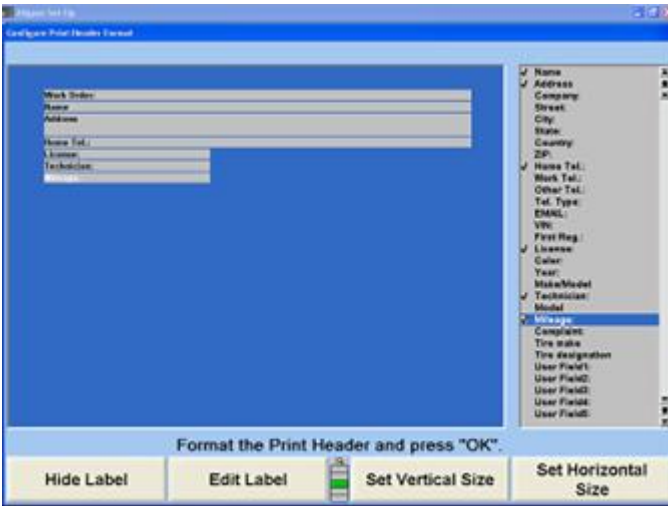 Aligner Set Up
Configure Print Header Format
Work Order:
Name
Address
Home Tel.:
License:
Technician:
Mileage:
Name
Address
Company:
Street:
City:
State:
Country:
ZIP:
Home Tel.:
Work Tel.:
Other Tel.:
Tel. Type:
EMAIL:
VIN:
First Reg.:
License:
Color:
Year:
Make/Model
Technician:
Model
Mileage:
Complaint:
Tire make
Tire designation
User Field1:
User Field2:
User Field3:
User Field4:
User Field5:
Format the Print Header and press "OK".
Hide Label
Edit Label
Set Vertical Size
Set Horizontal
Size